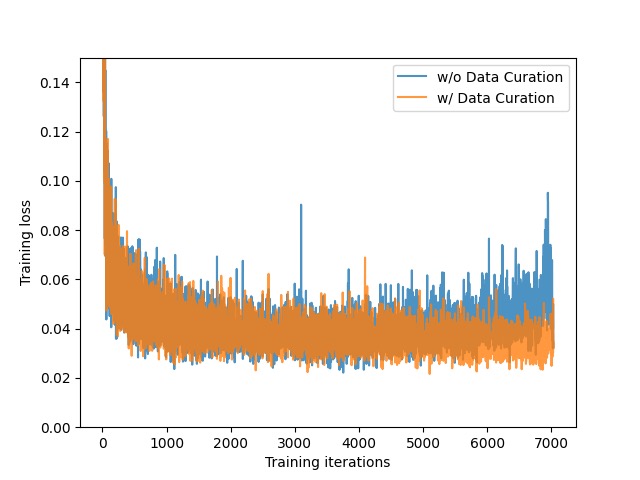 w/o Data Curation
w/ Data Curation
0.14
0.12
0.10
0.08
0.06
0.04
0.02
0.00
Training loss
0 1000 2000 3000 4000 5000 6000 7000
Training iterations